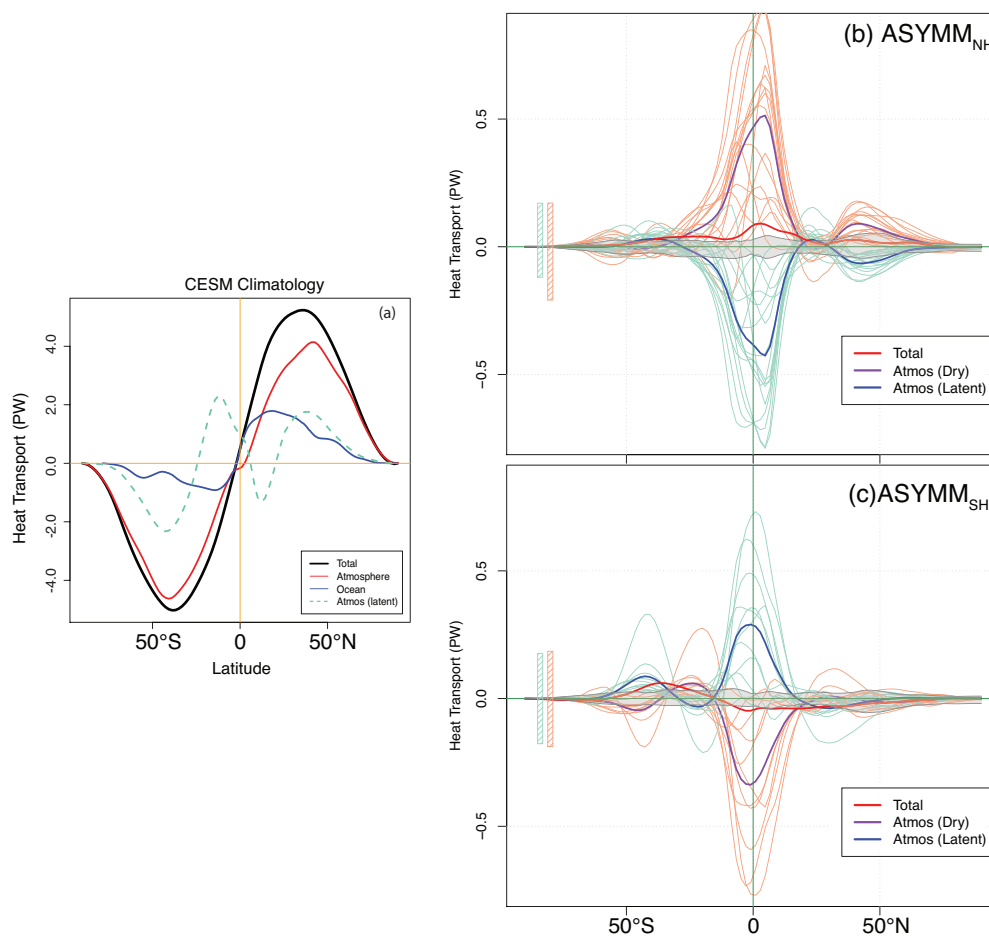 CESM Climatology
(a)
Heat Transport (PW)
4.0
2.0
0.0
-2.0
-4.0
Total
Atmosphere
Ocean
Atmos (latent)
50°S
0
50°N
Latitude
(b) ASYMM_NH
Heat Transport (PW)
0.5
0.0
−0.5
Total
Atmos (Dry)
Atmos (Latent)
(c)ASYMM_SH
Heat Transport (PW)
0.5
0.0
−0.5
Total
Atmos (Dry)
Atmos (Latent)
50°S
0
50°N